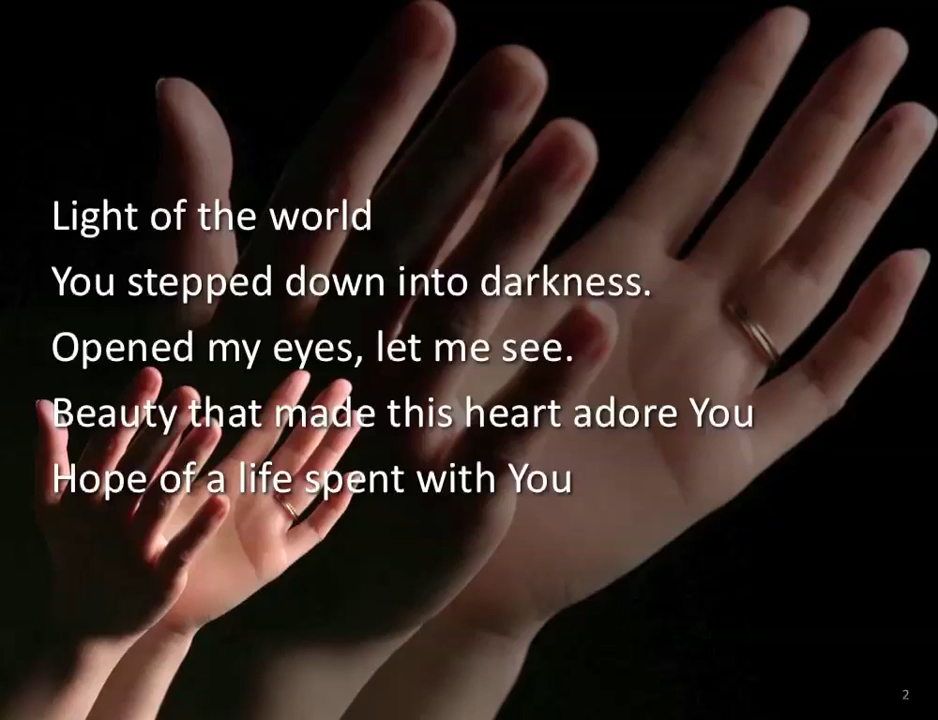 Light of the world
You stepped down into darkness.
Opened my eyes, let me see.
Beauty that made this heart adore You
Hope of a life spent with You
2